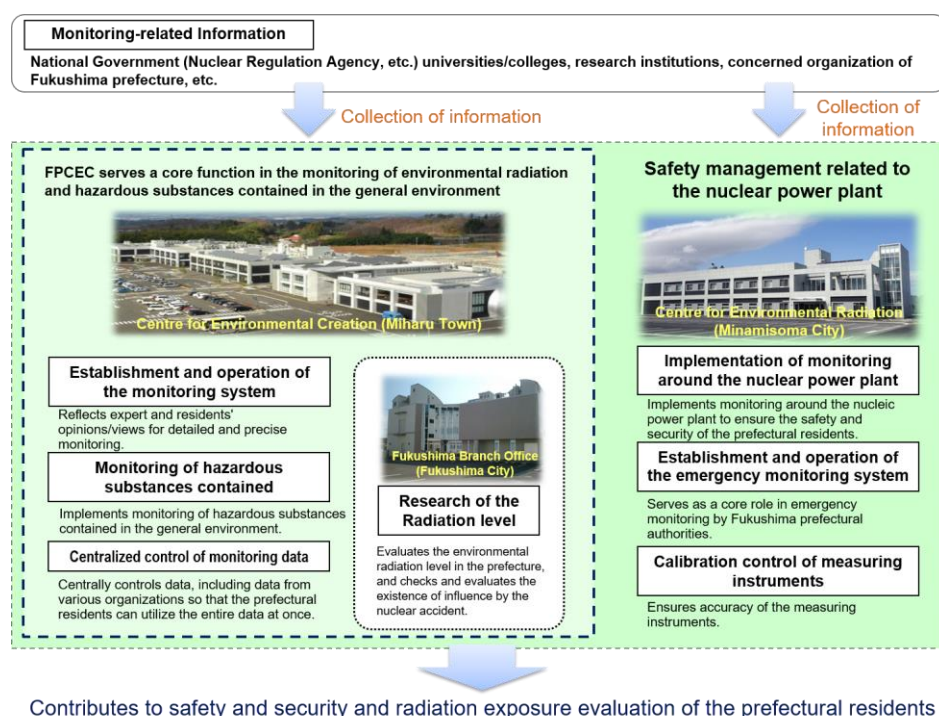 Monitoring-related Information
National Government (Nuclear Regulation Agency, etc.) universities/colleges, research institutions, concerned organization of
Fukushima prefecture, etc.
Collection of information
Collection of
information
FPCEC serves a core function in the monitoring of environmental radiation
and hazardous substances contained in the general environment
Centre for Environmental Creation (Miharu Town)
Establishment and operation of
the monitoring system
Reflects expert and residents'
opinions/views for detailed and precise
monitoring.
Monitoring of hazardous
substances contained
Implements monitoring of hazardous substances
contained in the general environment.
Centralized control of monitoring data
Centrally controls data, including data from
various organizations so that the prefectural
residents can utilize the entire data at once.
Fukushima Branch Office
(Fukushima City)
Research of the
Radiation level
Evaluates the environmental
radiation level in the prefecture,
and checks and evaluates the
existence of influence by the
nuclear accident.
Safety management related to
the nuclear power plant
Centre for Environmental Radiation
(Minamisoma City)
Implementation of monitoring
around the nuclear power plant
Implements monitoring around the nucleic
power plant to ensure the safety and
security of the prefectural residents.
Establishment and operation of
the emergency monitoring system
Serves as a core role in emergency
monitoring by Fukushima prefectural
authorities.
Calibration control of measuring
instruments
Ensures accuracy of the measuring
instruments.
Contributes to safety and security and radiation exposure evaluation of the prefectural residents